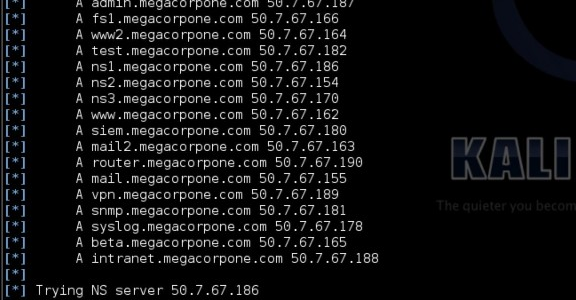 [*] A admin.megacorpone.com 50.7.67.187
[*] A fs1.megacorpone.com 50.7.67.166
[*] A www2.megacorpone.com 50.7.67.164
[*] A test.megacorpone.com 50.7.67.182
[*] A ns1.megacorpone.com 50.7.67.186
[*] A ns2.megacorpone.com 50.7.67.154
[*] A ns3.megacorpone.com 50.7.67.170
[*] A www.megacorpone.com 50.7.67.162
[*] A siem.megacorpone.com 50.7.67.180
[*] A mail2.megacorpone.com 50.7.67.163
[*] A router.megacorpone.com 50.7.67.190
[*] A mail.megacorpone.com 50.7.67.155
[*] A vpn.megacorpone.com 50.7.67.189
[*] A snmp.megacorpone.com 50.7.67.181
[*] A syslog.megacorpone.com 50.7.67.178
[*] A beta.megacorpone.com 50.7.67.165
[*] A intranet.megacorpone.com 50.7.67.188
[*]
[*] Trying NS server 50.7.67.186
KALI
The quieter you becom